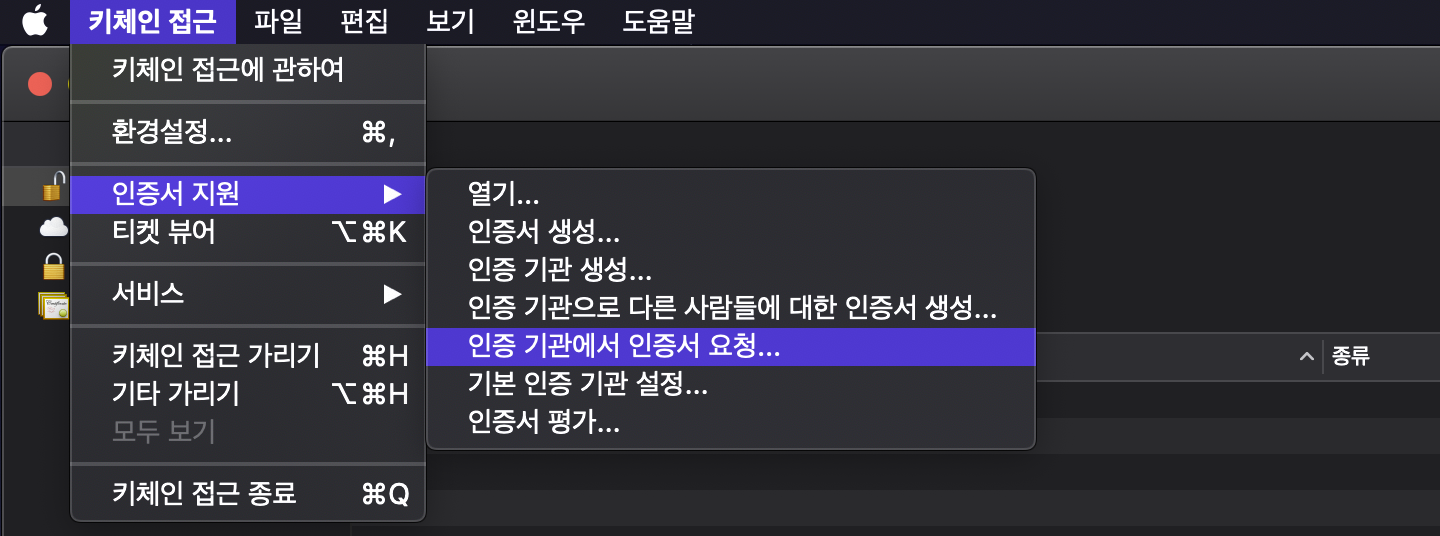 키체인 접근 파일 편집 보기 윈도우 도움말
키체인 접근에 관하여
환경설정... ⌘,
인증서 지원 ▶
티켓 뷰어 ⌥⌘K
서비스 ▶
키체인 접근 가리기 ⌘H
기타 가리기 ⌥⌘H
모두 보기
키체인 접근 종료 ⌘Q
열기...
인증서 생성...
인증 기관 생성...
인증 기관으로 다른 사람들에 대한 인증서 생성...
인증 기관에서 인증서 요청...
기본 인증 기관 설정...
인증서 평가...
종류